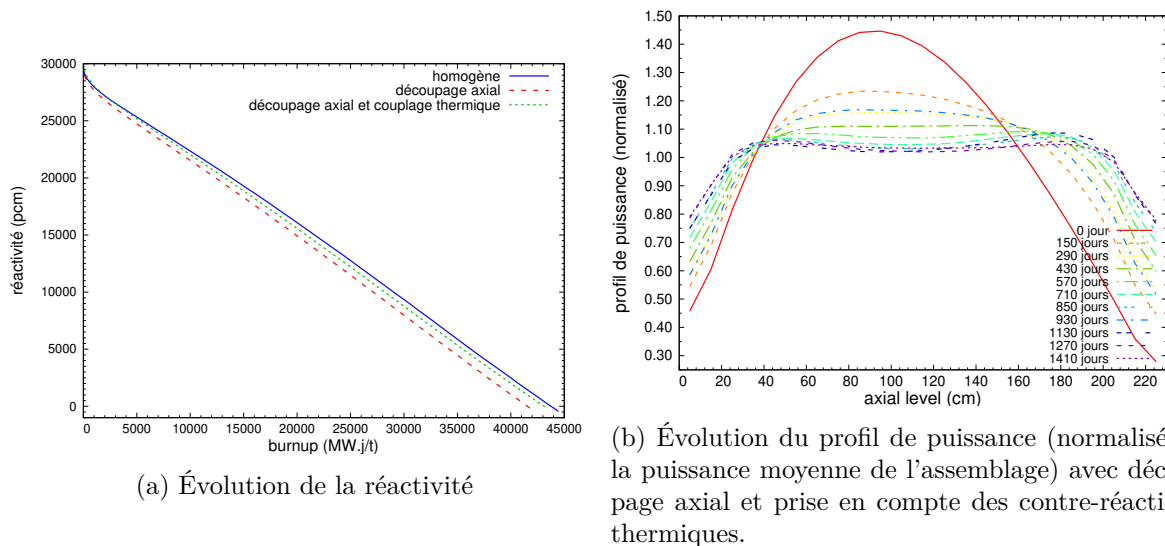 30000
25000
20000
15000
10000
5000
0
réactivité (pcm)
homogène
découpage axial
découpage axial et couplage thermique
0 5000 10000 15000 20000 25000 30000 35000 40000 45000
burnup (MW.j/t)
(a) Évolution de la réactivité
1.50
1.40
1.30
1.20
1.10
1.00
0.90
0.80
0.70
0.60
0.50
0.40
0.30
profil de puissance (normalisé)
0 jour
150 jours
290 jours
430 jours
570 jours
710 jours
850 jours
930 jours
1130 jours
1270 jours
1410 jours
0 20 40 60 80 100 120 140 160 180 200 220
axial level (cm)
(b) Évolution du profil de puissance (normalisé
la puissance moyenne de l'assemblage) avec déc
page axial et prise en compte des contre-réacti
thermiques.